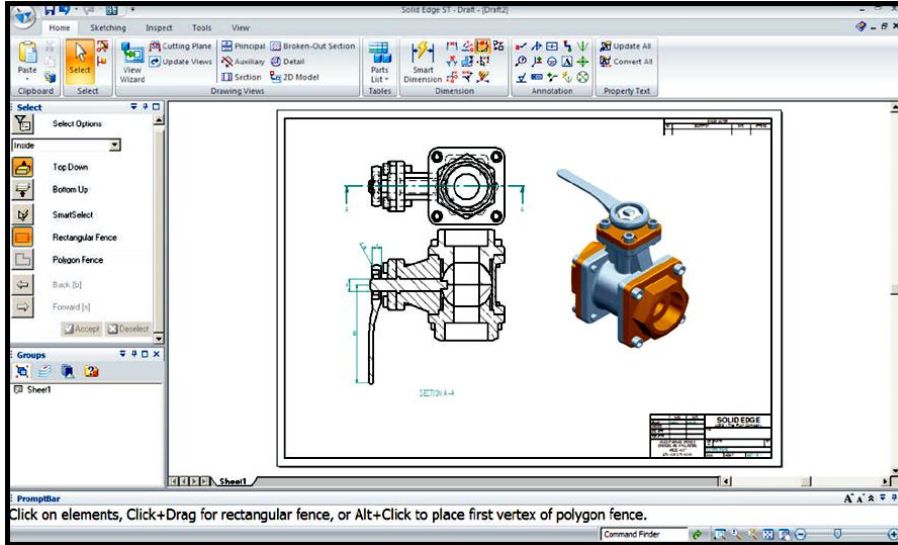 Solid Edge ST - Draft - [Draft2]
Home Sketching Inspect Tools View
Paste
Clipboard
Select
Select
View Wizard
Cutting Plane
Update Views
Principal
Auxiliary
Section
Broken-Out Section
Detail
2D Model
Drawing Views
Parts List
Tables
Smart Dimension
Dimension
Annotation
Update All
Convert All
Property Text
Select
Select Options
Inside
Top Down
Bottom Up
SmartSelect
Rectangular Fence
Polygon Fence
Back [b]
Forward [n]
Accept Deselect
Groups
Sheet1
SECTION A-A
SOLID EDGE
Sheet1
PromptBar
Click on elements, Click+Drag for rectangular fence, or Alt+Click to place first vertex of polygon fence.
Command Finder